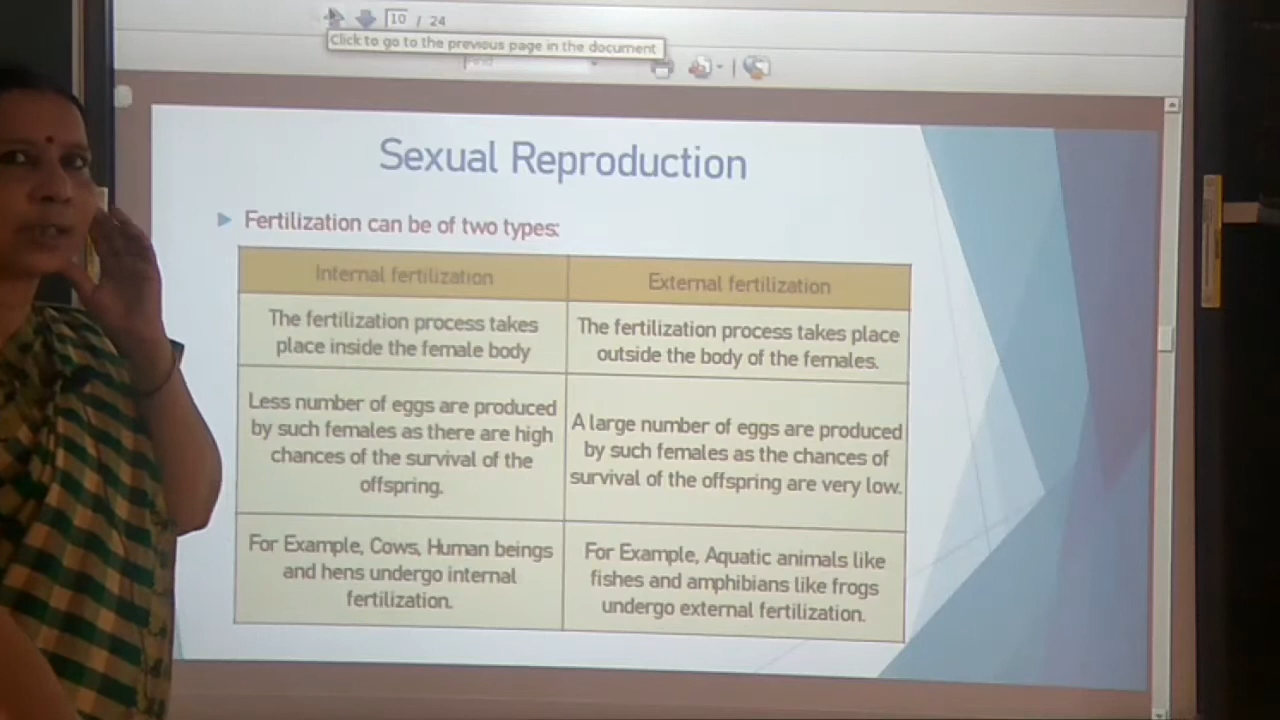 10 / 24
Click to go to the previous page in the document
Find
Sexual Reproduction
Fertilization can be of two types:
Internal fertilization
External fertilization
The fertilization process takes
place inside the female body
The fertilization process takes place
outside the body of the females.
Less number of eggs are produced
by such females as there are high
chances of the survival of the
offspring.
A large number of eggs are produced
by such females as the chances of
survival of the offspring are very low.
For Example, Cows, Human beings
and hens undergo internal
fertilization.
For Example, Aquatic animals like
fishes and amphibians like frogs
undergo external fertilization.